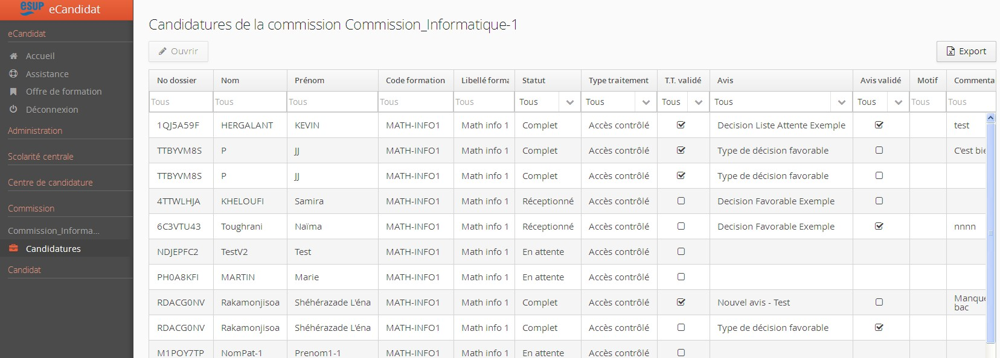 esup eCandidat
eCandidat
Accueil
Assistance
Offre de formation
Déconnexion
Administration
Scolarité centrale
Centre de candidature
Commission
Commission_Informa...
Candidatures
Candidat
Candidatures de la commission Commission_Informatique-1
Ouvrir Export
No dossier Nom Prénom Code formation Libellé forma Statut Type traitement T.T. validé Avis Avis validé Motif Commenta
Tous Tous Tous Tous Tous Tous Tous Tous Tous Tous Tous Tous
1QJ5A59F HERGALANT KEVIN MATH-INFO1 Math info 1 Complet Accès contrôlé Decision Liste Attente Exemple test
TTBYVM8S P JJ MATH-INFO1 Math info 1 Complet Accès contrôlé Type de décision favorable C'est bie
TTBYVM8S P JJ MATH-INFO1 Math info 1 Complet Accès contrôlé Type de décision favorable
4TTWLHJA KHELOUFI Samira MATH-INFO1 Math info 1 Réceptionné Accès contrôlé Decision Favorable Exemple
6C3VTU43 Toughrani Naïma MATH-INFO1 Math info 1 Réceptionné Accès contrôlé Decision Favorable Exemple nnnn
NDJEPFC2 TestV2 Test MATH-INFO1 Math info 1 En attente Accès contrôlé
PH0A8KFI MARTIN Marie MATH-INFO1 Math info 1 En attente Accès contrôlé
RDACG0NV Rakamonjisoa Shéhérazade L'éna MATH-INFO1 Math info 1 Complet Accès contrôlé Nouvel avis - Test Manque
bac
RDACG0NV Rakamonjisoa Shéhérazade L'éna MATH-INFO1 Math info 1 Complet Accès contrôlé Type de décision favorable
M1POY7TP NomPat-1 Prenom1-1 MATH-INFO1 Math info 1 En attente Accès contrôlé